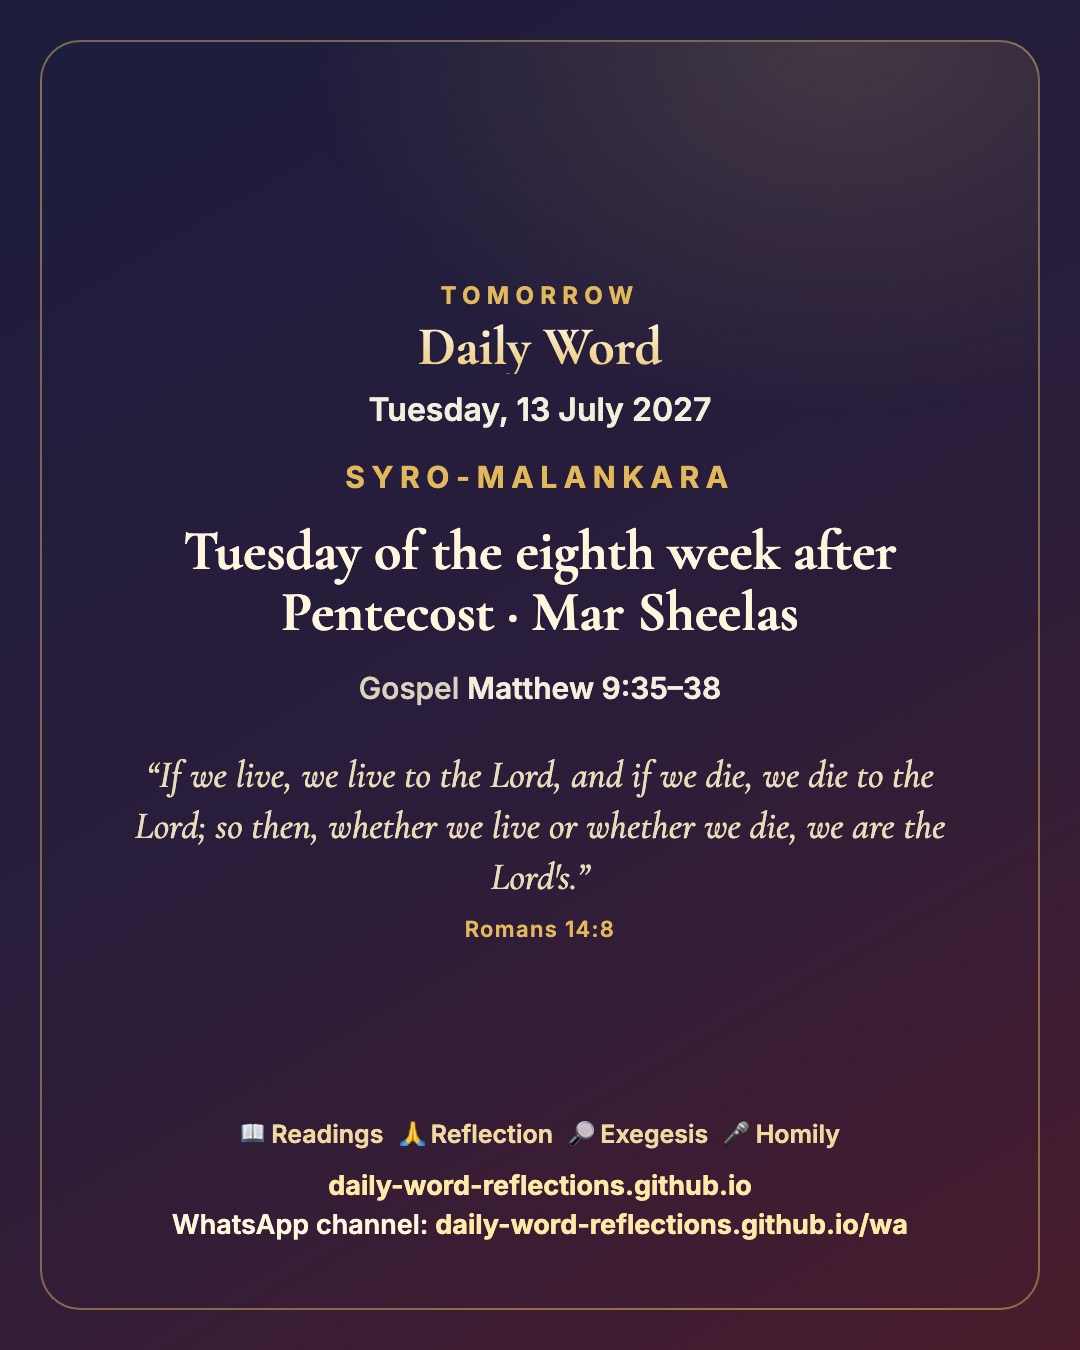 TOMORROW
Daily Word
Tuesday, 13 July 2027
SYRO-MALANKARA
Tuesday of the eighth week after
Pentecost · Mar Sheelas
Gospel Matthew 9:35–38
“If we live, we live to the Lord, and if we die, we die to the
Lord; so then, whether we live or whether we die, we are the
Lord's.”
Romans 14:8
📖 Readings 🙏 Reflection 🔎 Exegesis 🎤 Homily
daily-word-reflections.github.io
WhatsApp channel: daily-word-reflections.github.io/wa